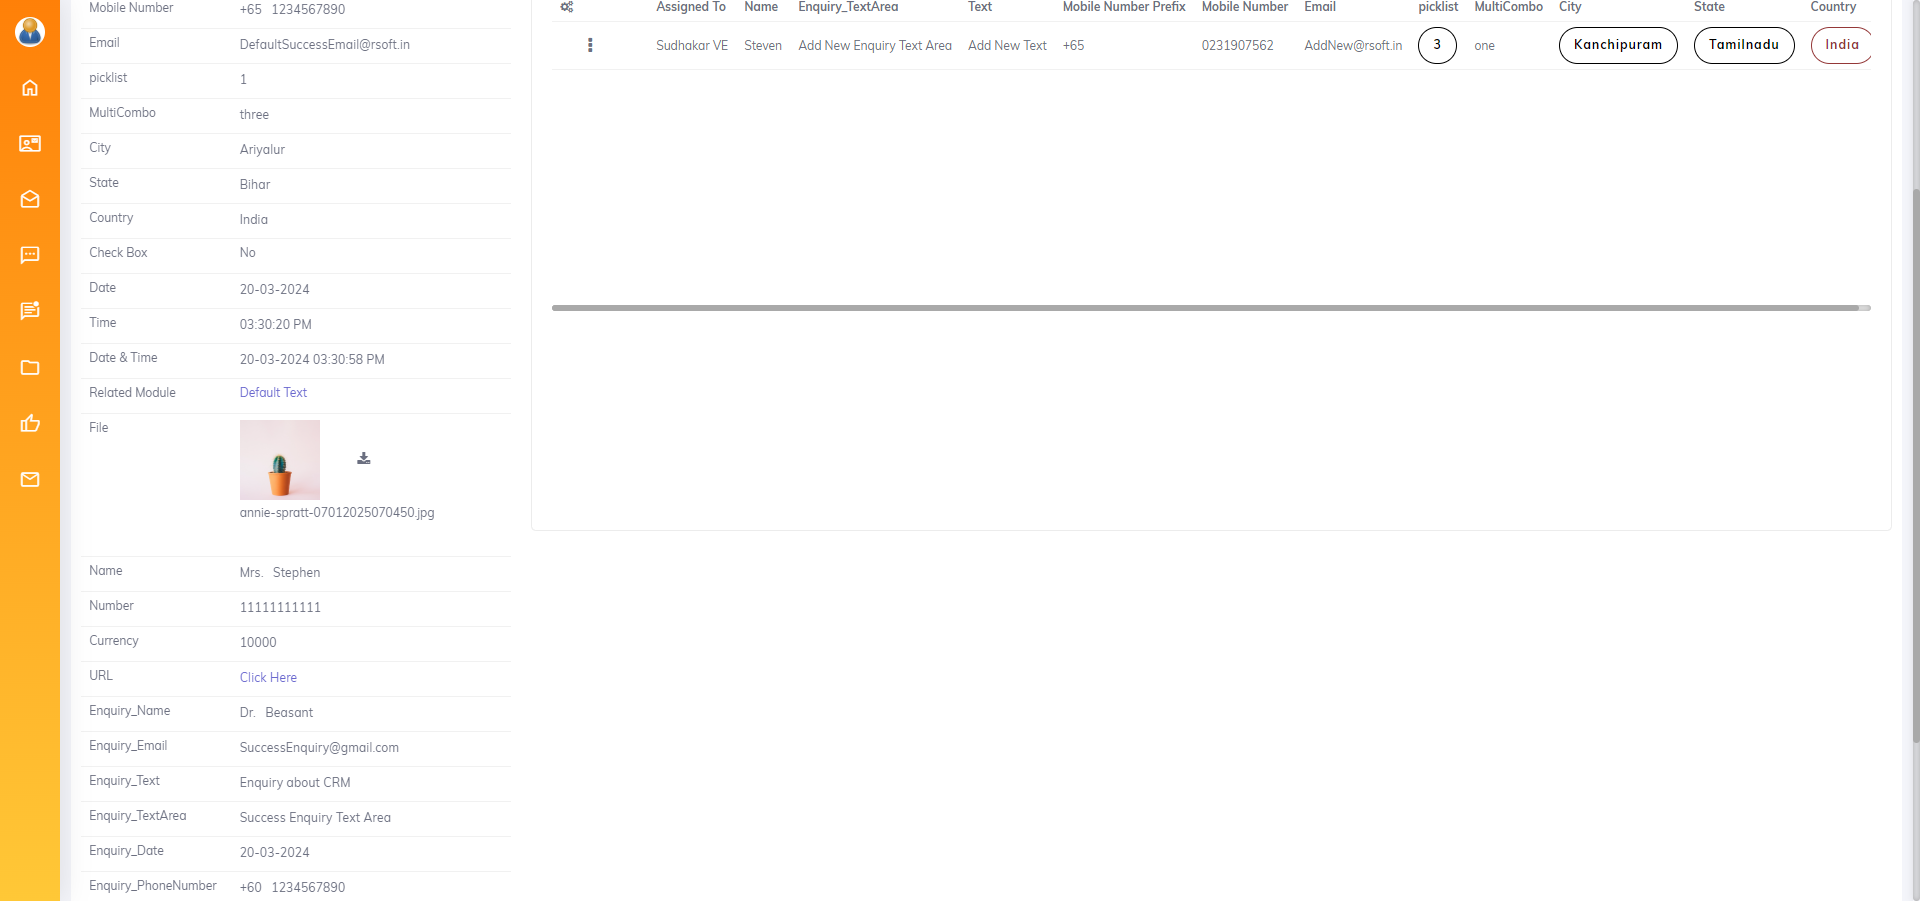 Mobile Number +65 1234567890
Email DefaultSuccessEmail@rsoft.in
picklist 1
MultiCombo three
City Ariyalur
State Bihar
Country India
Check Box No
Date 20-03-2024
Time 03:30:20 PM
Date & Time 20-03-2024 03:30:58 PM
Related Module Default Text
File
annie-spratt-07012025070450.jpg
Name Mrs. Stephen
Number 11111111111
Currency 10000
URL Click Here
Enquiry_Name Dr. Beasant
Enquiry_Email SuccessEnquiry@gmail.com
Enquiry_Text Enquiry about CRM
Enquiry_TextArea Success Enquiry Text Area
Enquiry_Date 20-03-2024
Enquiry_PhoneNumber +60 1234567890
Assigned To Name Enquiry_TextArea Text Mobile Number Prefix Mobile Number Email picklist MultiCombo City State Country
Sudhakar VE Steven Add New Enquiry Text Area Add New Text +65 0231907562 AddNew@rsoft.in 3 one Kanchipuram Tamilnadu India